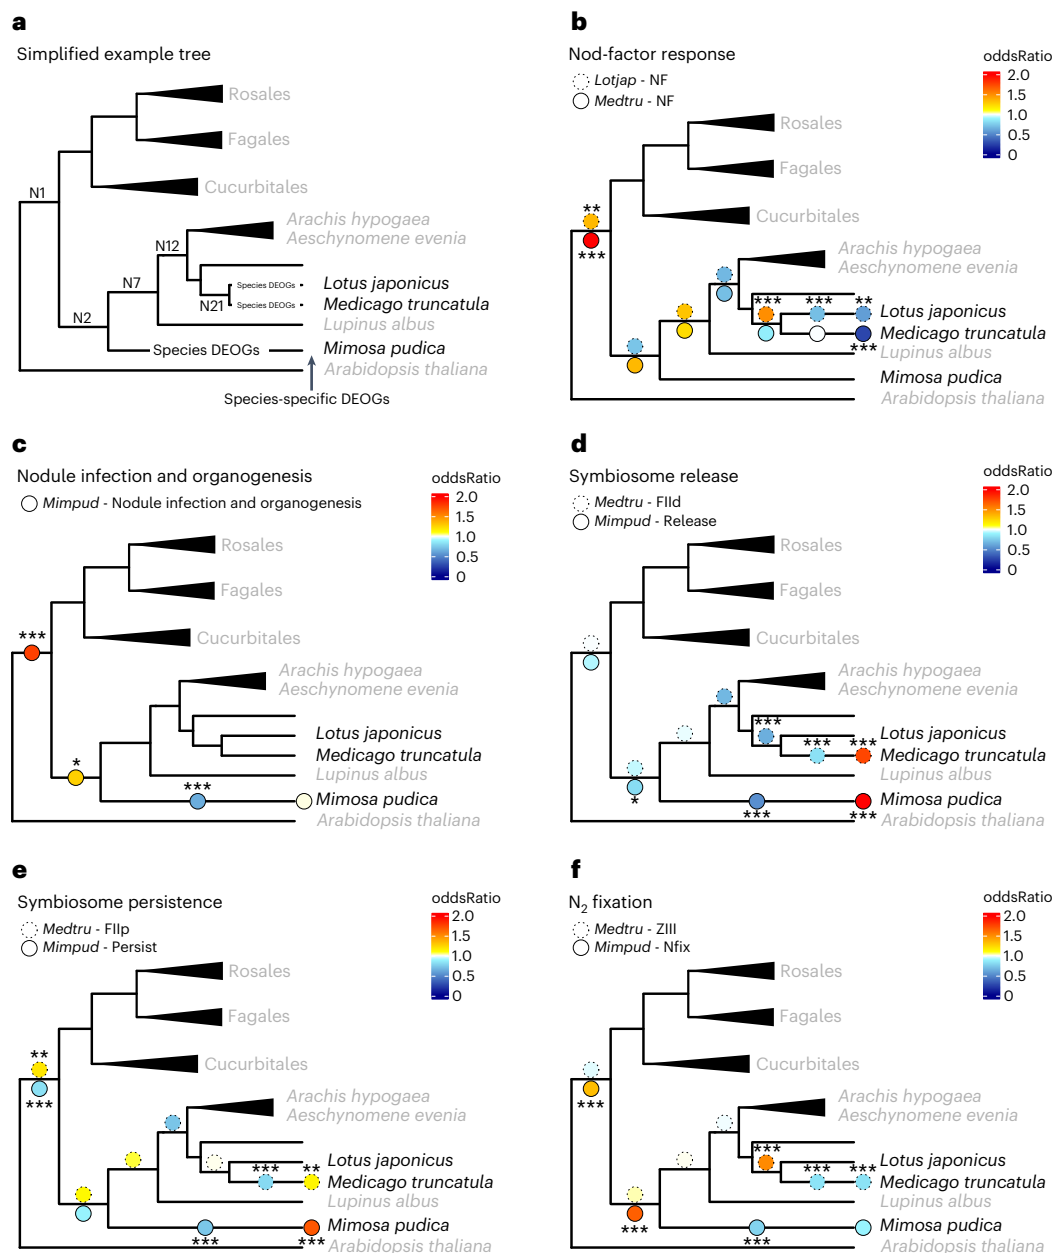 a
Simplified example tree
Rosales
Fagales
Cucurbitales
N1
Arachis hypogaea
Aeschynomene evenia
N12
N7
Species DEOGs
Lotus japonicus
N21
Species DEOGs
Medicago truncatula
N2
Lupinus albus
Species DEOGs
Mimosa pudica
Arabidopsis thaliana
Species-specific DEOGs
b
Nod-factor response
Lotjap - NF
Medtru - NF
oddsRatio
2.0
1.5
1.0
0.5
0
Rosales
Fagales
Cucurbitales
**
***
Arachis hypogaea
Aeschynomene evenia
*** *** **
Lotus japonicus
Medicago truncatula
***
Lupinus albus
Mimosa pudica
Arabidopsis thaliana
c
Nodule infection and organogenesis
Mimpud - Nodule infection and organogenesis
oddsRatio
2.0
1.5
1.0
0.5
0
Rosales
Fagales
Cucurbitales
***
Arachis hypogaea
Aeschynomene evenia
Lotus japonicus
Medicago truncatula
*
Lupinus albus
***
Mimosa pudica
Arabidopsis thaliana
d
Symbiosome release
Medtru - FIId
Mimpud - Release
oddsRatio
2.0
1.5
1.0
0.5
0
Rosales
Fagales
Cucurbitales
Arachis hypogaea
Aeschynomene evenia
***
Lotus japonicus
*** ***
Medicago truncatula
Lupinus albus
*
Mimosa pudica
*** ***
Arabidopsis thaliana
e
Symbiosome persistence
Medtru - FIIp
Mimpud - Persist
oddsRatio
2.0
1.5
1.0
0.5
0
Rosales
Fagales
Cucurbitales
**
***
Arachis hypogaea
Aeschynomene evenia
Lotus japonicus
*** **
Medicago truncatula
Lupinus albus
Mimosa pudica
*** ***
Arabidopsis thaliana
f
N2 fixation
Medtru - ZIII
Mimpud - Nfix
oddsRatio
2.0
1.5
1.0
0.5
0
Rosales
Fagales
Cucurbitales
***
Arachis hypogaea
Aeschynomene evenia
***
Lotus japonicus
*** ***
Medicago truncatula
Lupinus albus
***
Mimosa pudica
***
Arabidopsis thaliana